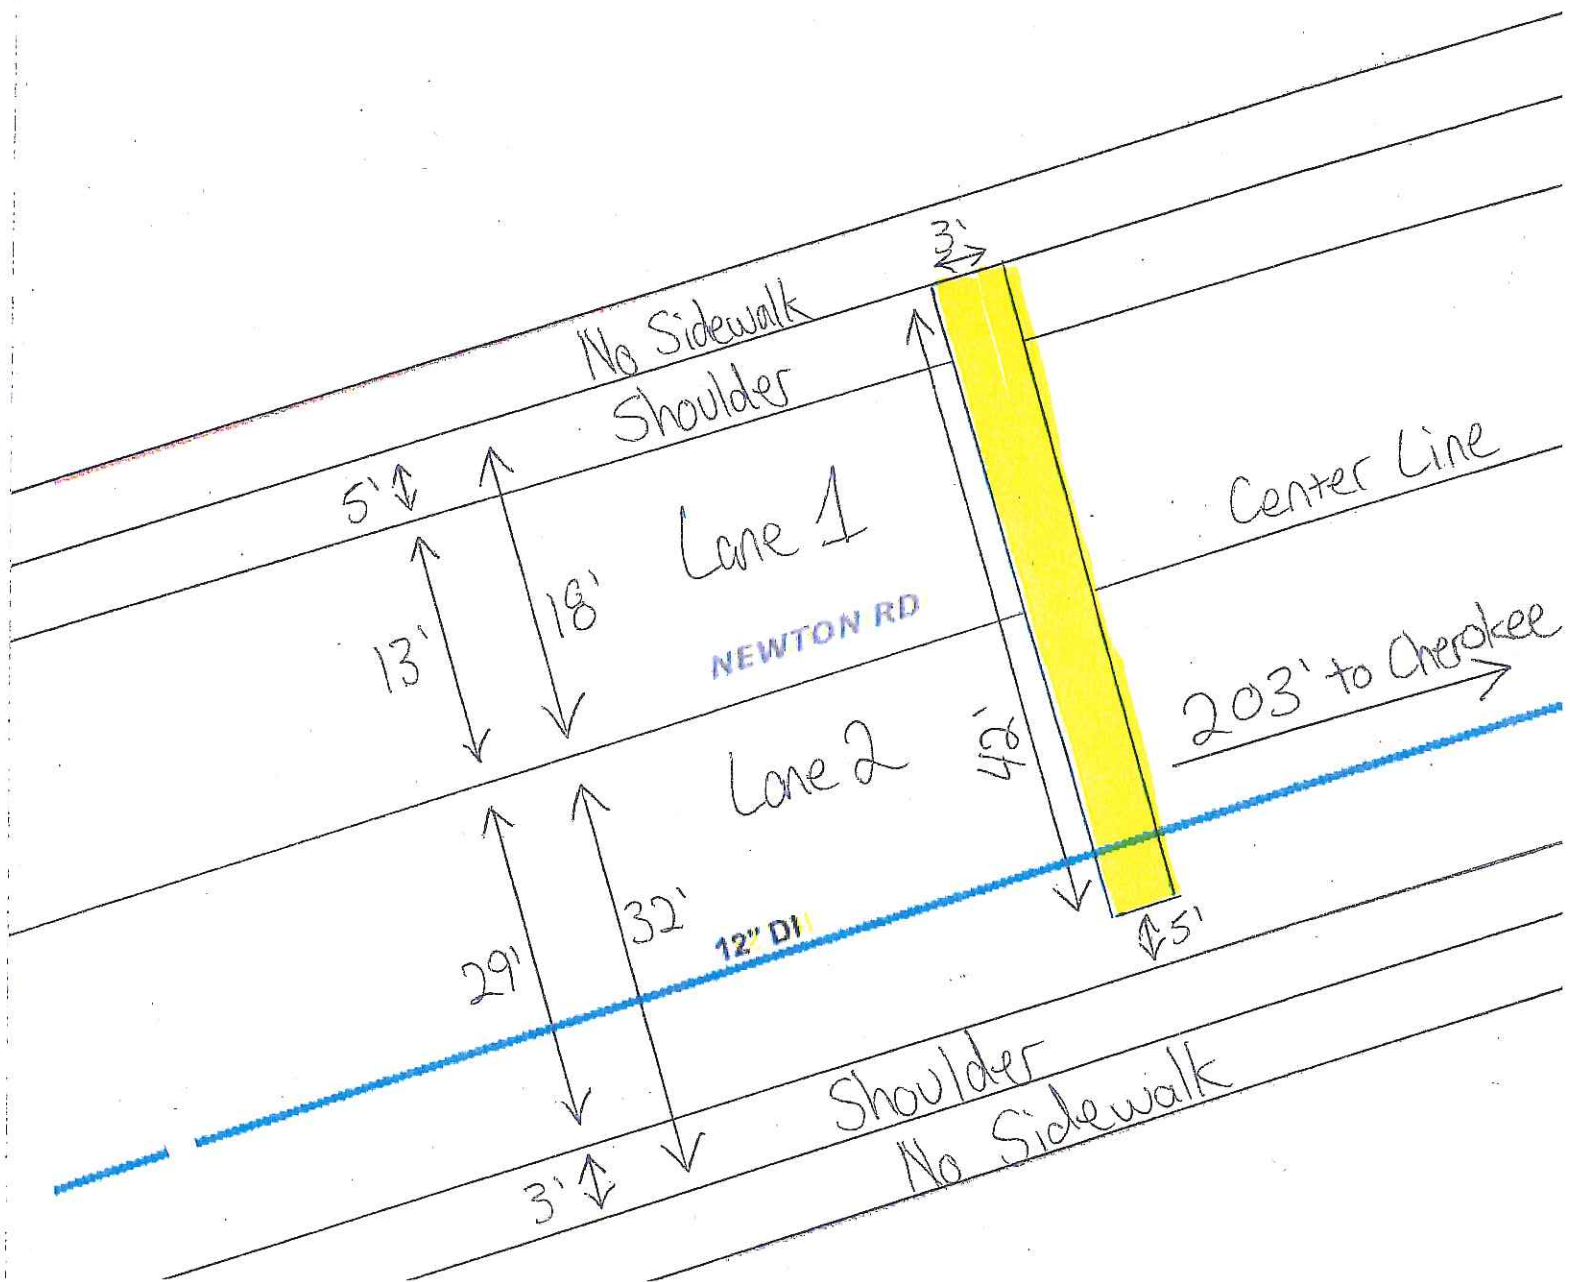 3'
No Sidewalk
Shoulder
5'
18'
13'
Lane 1
Center Line
NEWTON RD
203' to Cherokee
42'
Lane 2
29'
32'
12" DI
5'
Shoulder
No Sidewalk
3'